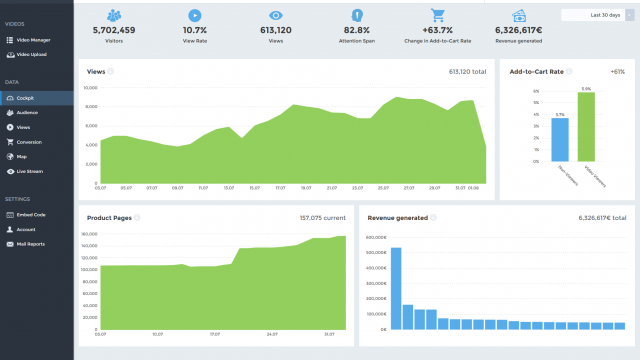 VIDEOS
Video Manager
Video Upload
DATA
Cockpit
Audience
Views
Conversion
Map
Live Stream
SETTINGS
Embed Code
Account
Mail Reports
5,702,459
Visitors
10.7%
View Rate
613,120
Views
82.8%
Attention Span
+63.7%
Change in Add-to-Cart Rate
6,326,617€
Revenue generated
Last 30 days
Views
613,120 total
10,000
8,000
6,000
4,000
2,000
0
03.07 05.07 07.07 09.07 11.07 13.07 15.07 17.07 19.07 21.07 23.07 25.07 27.07 29.07 31.07 01.08
Add-to-Cart Rate
+61%
6%
5%
4%
3%
2%
1%
0%
3.7%
5.9%
Non-Viewers
Video Viewers
Product Pages
157,075 current
160,000
140,000
120,000
100,000
80,000
60,000
40,000
20,000
0
03.07 10.07 17.07 24.07 31.07
Revenue generated
6,326,617€ total
600,000€
500,000€
400,000€
300,000€
200,000€
100,000€
0€